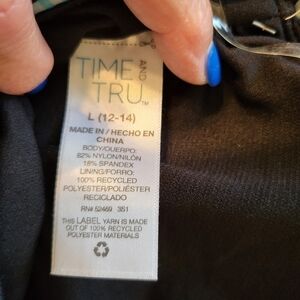 TIME AND
TRU™
L (12-14)
MADE IN / HECHO EN
CHINA
BODY/CUERPO:
82% NYLON/NILÓN
18% SPANDEX
LINING/FORRO:
100% RECYCLED
POLYESTER/POLIÉSTER
RECICLADO
RN# 52469 351
THIS LABEL YARN IS MADE
OUT OF 100% RECYCLED
POLYESTER MATERIALS